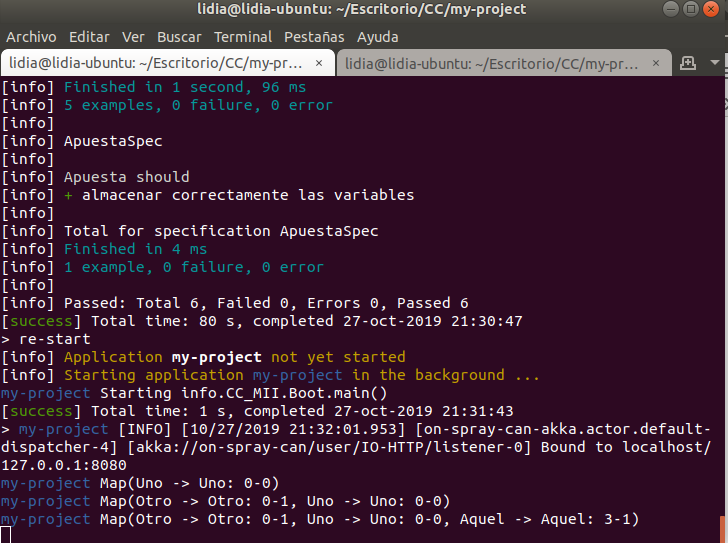 lidia@lidia-ubuntu: ~/Escritorio/CC/my-project
Archivo Editar Ver Buscar Terminal Pestañas Ayuda
lidia@lidia-ubuntu: ~/Escritorio/CC/my-pr... × lidia@lidia-ubuntu: ~/Escritorio/CC/my-pr... ×
[info] Finished in 1 second, 96 ms
[info] 5 examples, 0 failure, 0 error
[info]
[info] ApuestaSpec
[info]
[info] Apuesta should
[info] + almacenar correctamente las variables
[info]
[info] Total for specification ApuestaSpec
[info] Finished in 4 ms
[info] 1 example, 0 failure, 0 error
[info]
[info] Passed: Total 6, Failed 0, Errors 0, Passed 6
[success] Total time: 80 s, completed 27-oct-2019 21:30:47
> re-start
[info] Application my-project not yet started
[info] Starting application my-project in the background ...
my-project Starting info.CC_MII.Boot.main()
[success] Total time: 1 s, completed 27-oct-2019 21:31:43
> my-project [INFO] [10/27/2019 21:32:01.953] [on-spray-can-akka.actor.default-
dispatcher-4] [akka://on-spray-can/user/IO-HTTP/listener-0] Bound to localhost/
127.0.0.1:8080
my-project Map(Uno -> Uno: 0-0)
my-project Map(Otro -> Otro: 0-1, Uno -> Uno: 0-0)
my-project Map(Otro -> Otro: 0-1, Uno -> Uno: 0-0, Aquel -> Aquel: 3-1)